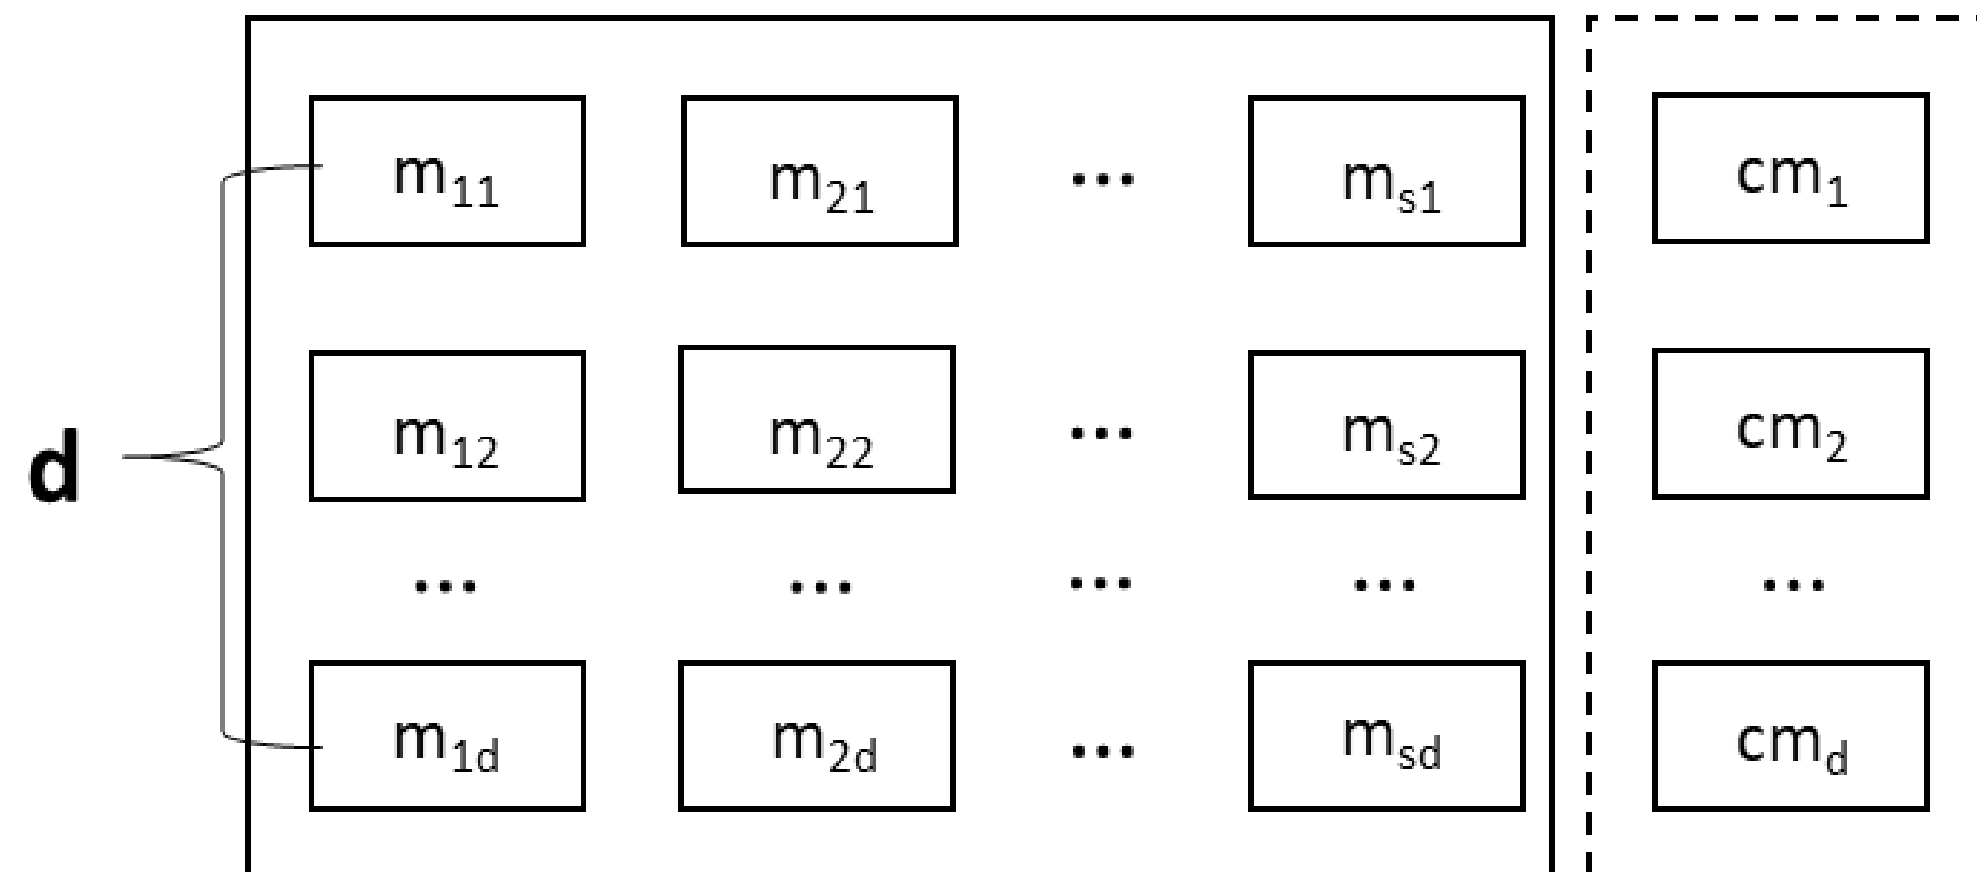 m₁₁ m₂₁ ... mₛ₁ cm₁
m₁₂ m₂₂ ... mₛ₂ cm₂
d
... ... ... ... ...
m₁d m₂d ... msd cmd